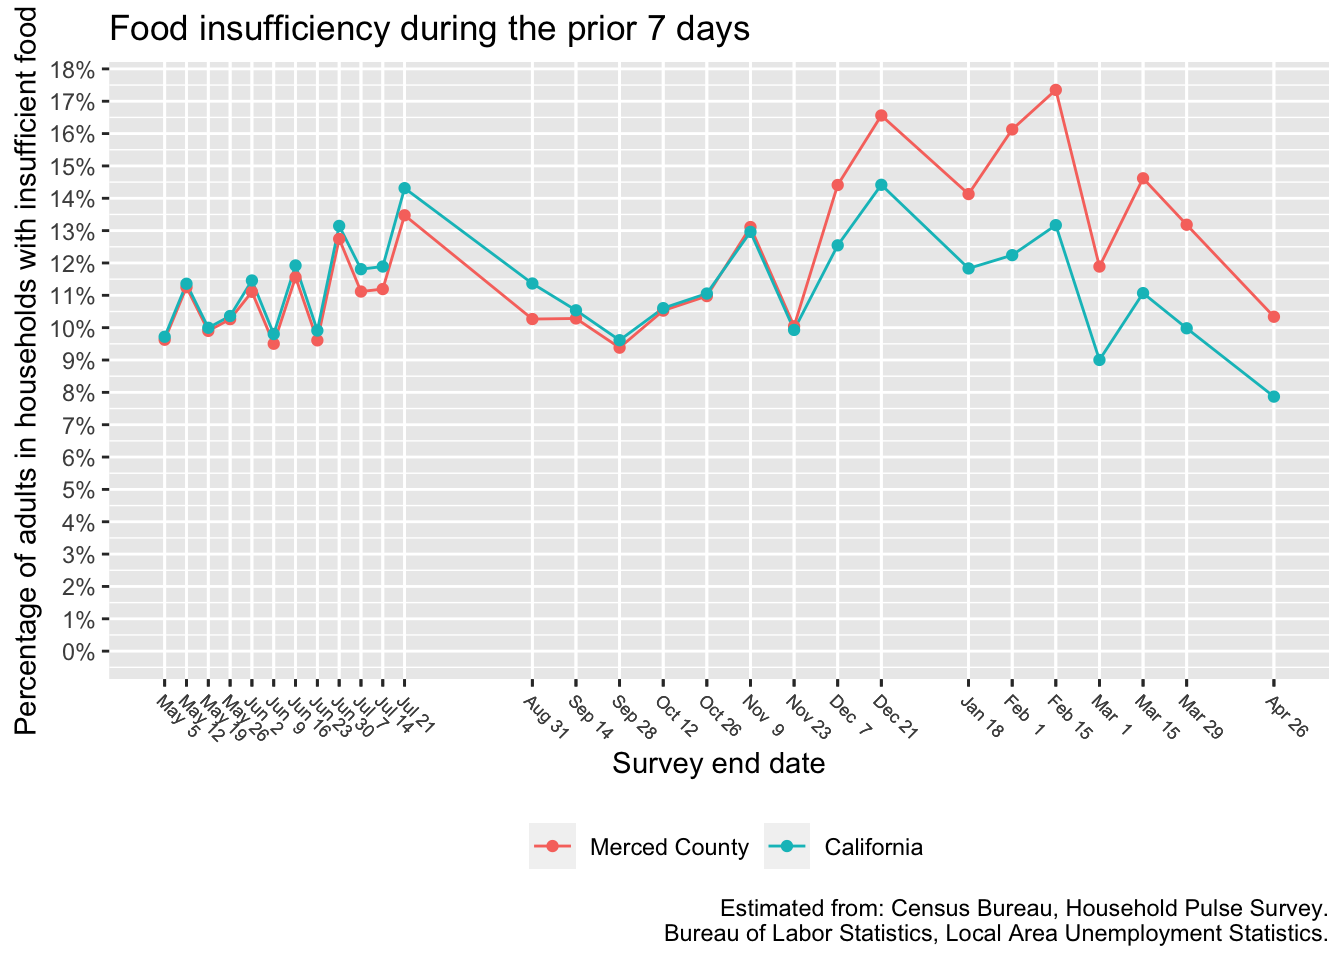 Food insufficiency during the prior 7 days
Percentage of adults in households with insufficient food
18%
17%
16%
15%
14%
13%
12%
11%
10%
9%
8%
7%
6%
5%
4%
3%
2%
1%
0%
May 5
May 12
May 19
May 26
Jun 2
Jun 9
Jun 16
Jun 23
Jun 30
Jul 7
Jul 14
Jul 21
Aug 31
Sep 14
Sep 28
Oct 12
Oct 26
Nov 9
Nov 23
Dec 7
Dec 21
Jan 18
Feb 1
Feb 15
Mar 1
Mar 15
Mar 29
Apr 26
Survey end date
Merced County
California
Estimated from: Census Bureau, Household Pulse Survey.
Bureau of Labor Statistics, Local Area Unemployment Statistics.